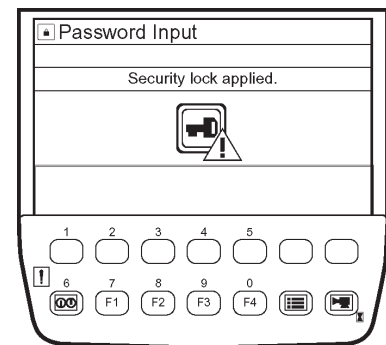 Password Input
Security lock applied.
1 2 3 4 5
6 7 8 9 0
F1 F2 F3 F4